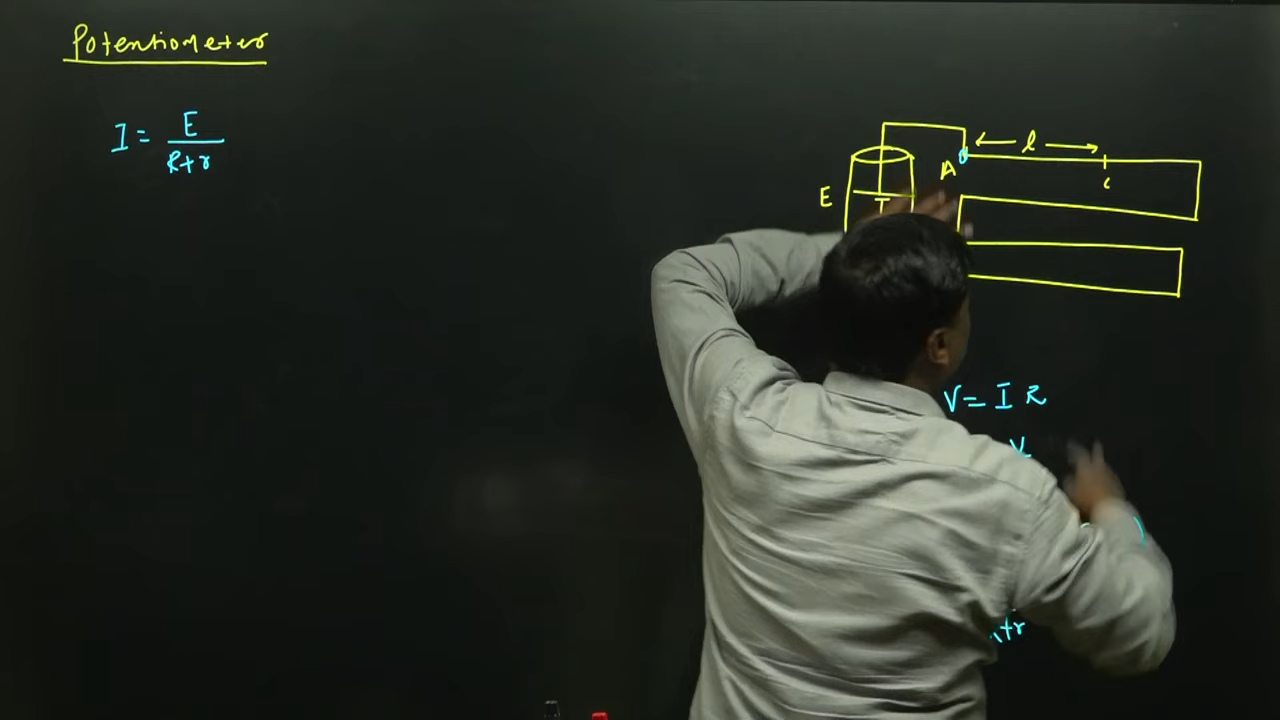 Potentiometer
I = E / R+r
l
A
c
E
V = I R
V